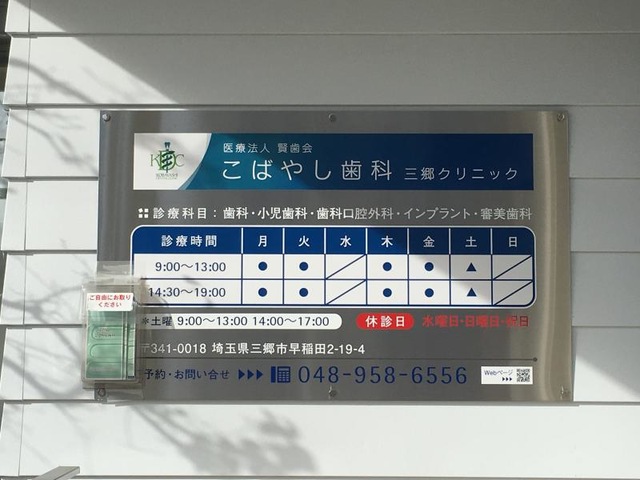 医療法人 賢歯会
こばやし歯科 三郷クリニック
診療科目：歯科・小児歯科・歯科口腔外科・インプラント・審美歯科
診療時間 月 火 水 木 金 土 日
9:00～13:00 ● ● ／ ● ● ▲ ／
14:30～19:00 ● ● ／ ● ● ▲ ／
＊土曜 9:00～13:00 14:00～17:00 休診日 水曜日・日曜日・祝日
〒341-0018 埼玉県三郷市早稲田2-19-4
予約・お問い合せ 048-958-6556 Webページ
ご自由にお取り
ください